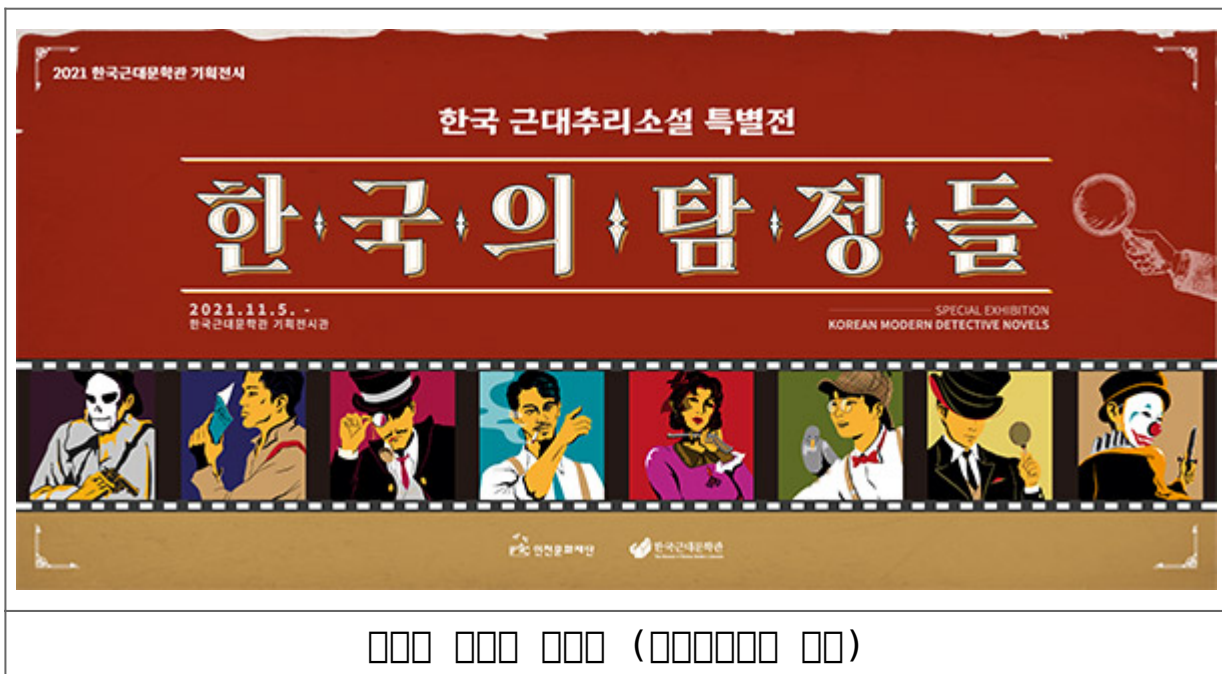 2021 한국근대문학관 기획전시
한국 근대추리소설 특별전
한·국·의·탐·정·들
2021.11.5. -
한국근대문학관 기획전시관
SPECIAL EXHIBITION
KOREAN MODERN DETECTIVE NOVELS
인천문화재단
한국근대문학관